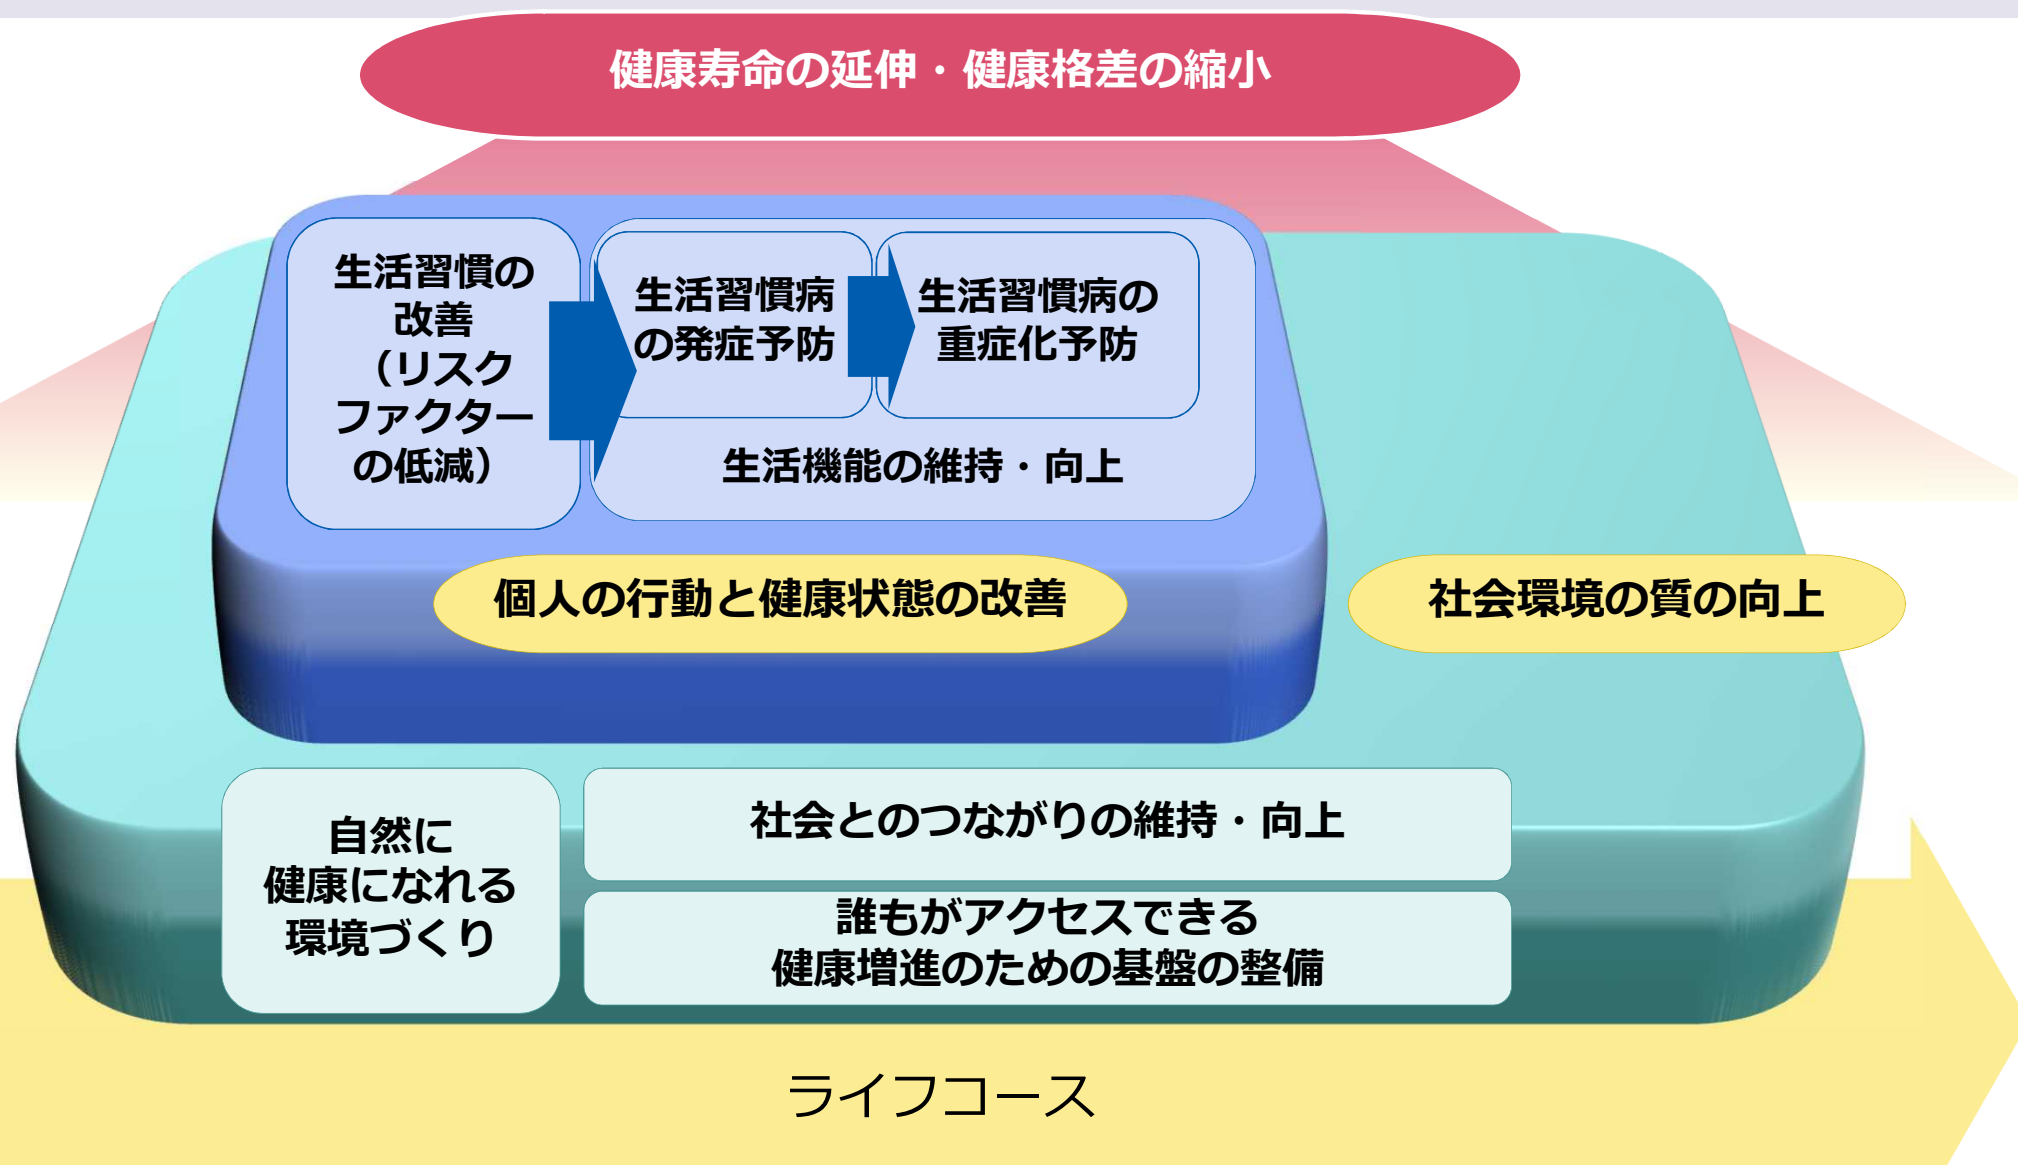 健康寿命の延伸・健康格差の縮小
生活習慣の
改善
（リスク
ファクター
の低減）
生活習慣病
の発症予防
生活習慣病の
重症化予防
生活機能の維持・向上
個人の行動と健康状態の改善
社会環境の質の向上
自然に
健康になれる
環境づくり
社会とのつながりの維持・向上
誰もがアクセスできる
健康増進のための基盤の整備
ライフコース